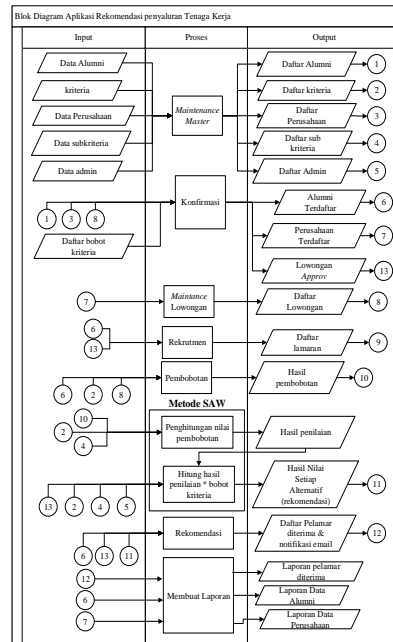 Blok Diagram Aplikasi Rekomendasi penyaluran Tenaga Kerja
Input
Proses
Output
Data Alumni
kriteria
Data Perusahaan
Data subkriteria
Data admin
Maintenance
Master
Daftar Alumni
1
Daftar kriteria
2
Daftar
Perusahaan
3
Daftar sub
kriteria
4
Daftar Admin
5
1
3
8
Daftar bobot
kriteria
Konfirmasi
Alumni
Terdaftar
6
Perusahaan
Terdaftar
7
Lowongan
Approv
13
7
Maintance
Lowongan
Daftar
Lowongan
8
6
13
Rekrutmen
Daftar
lamaran
9
6
2
8
Pembobotan
Hasil
pembobotan
10
Metode SAW
10
2
4
Penghitungan nilai
pembobotan
Hasil penilaian
13
2
4
5
Hitung hasil
penilaian * bobot
kriteria
Hasil Nilai
Setiap
Alternatif
(rekomendasi)
11
6
13
11
Rekomendasi
Daftar Pelamar
diterima &
notifikasi email
12
12
6
7
Membuat Laporan
Laporan pelamar
diterima
Laporan Data
Alumni
Laporan Data
Perusahaan